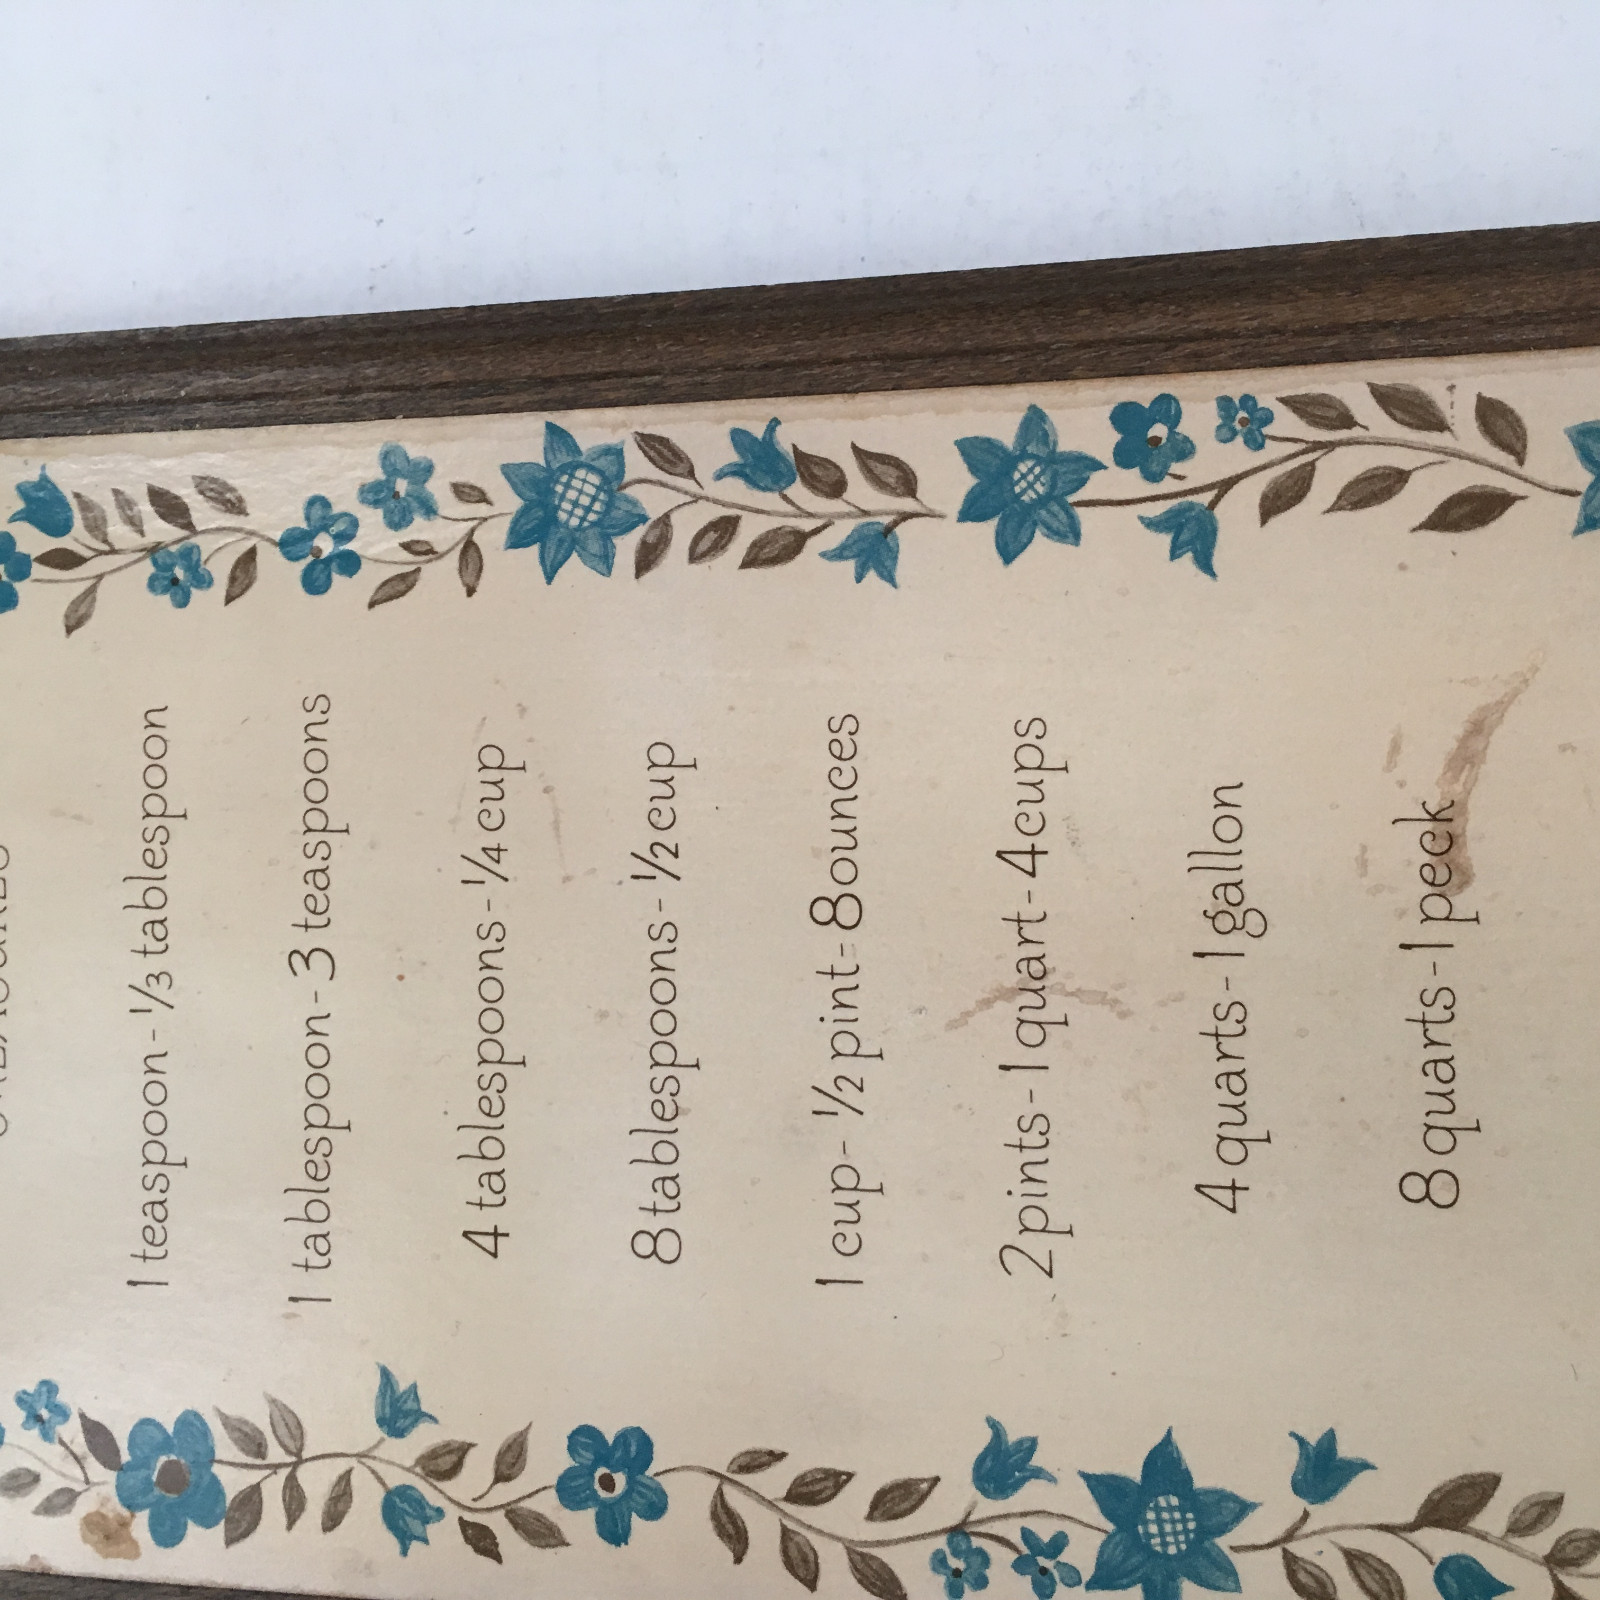 1 teaspoon - 1/3 tablespoon
1 tablespoon - 3 teaspoons
4 tablespoons - 1/4 cup
8 tablespoons - 1/2 cup
1 cup - 1/2 pint = 8 ounces
2 pints - 1 quart - 4 cups
4 quarts - 1 gallon
8 quarts - 1 peck